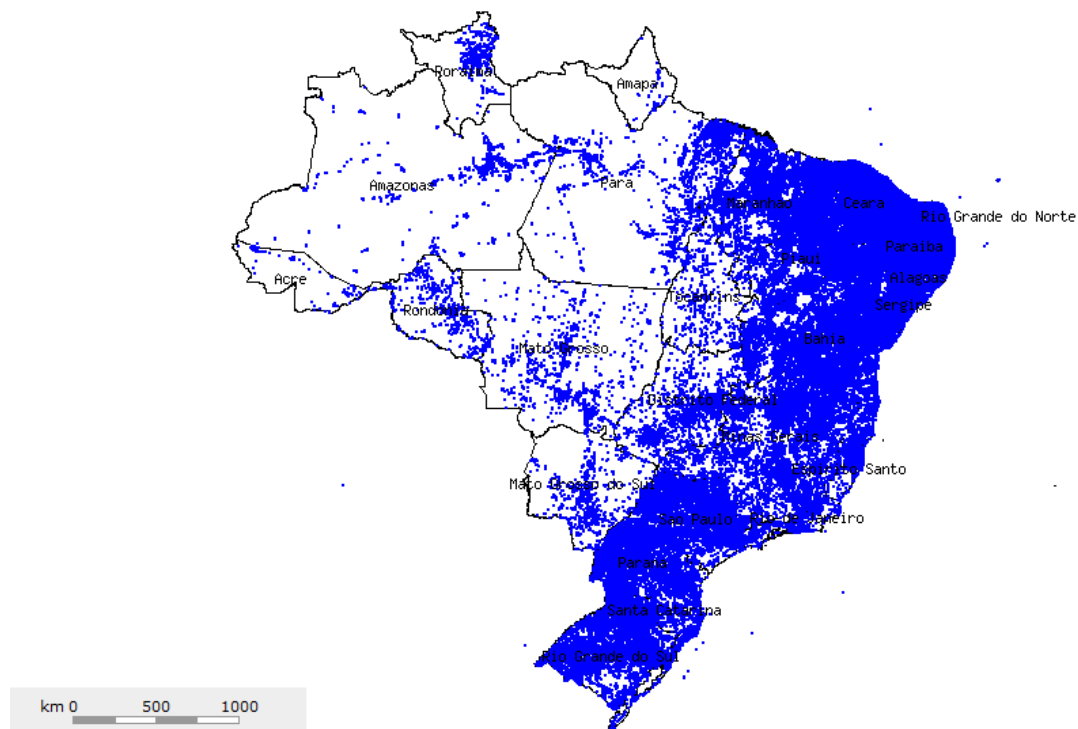 Roraima
Amapa
Amazonas
Para
Maranhao
Ceara
Rio Grande do Norte
Paraiba
Piaui
Alagoas
Acre
Tocantins
Sergipe
Rondonia
Bahia
Mato Grosso
Distrito Federal
Minas Gerais
Espirito Santo
Mato Grosso do Sul
Sao Paulo
Rio de Janeiro
Parana
Santa Catarina
Rio Grande do Sul
km 0 500 1000